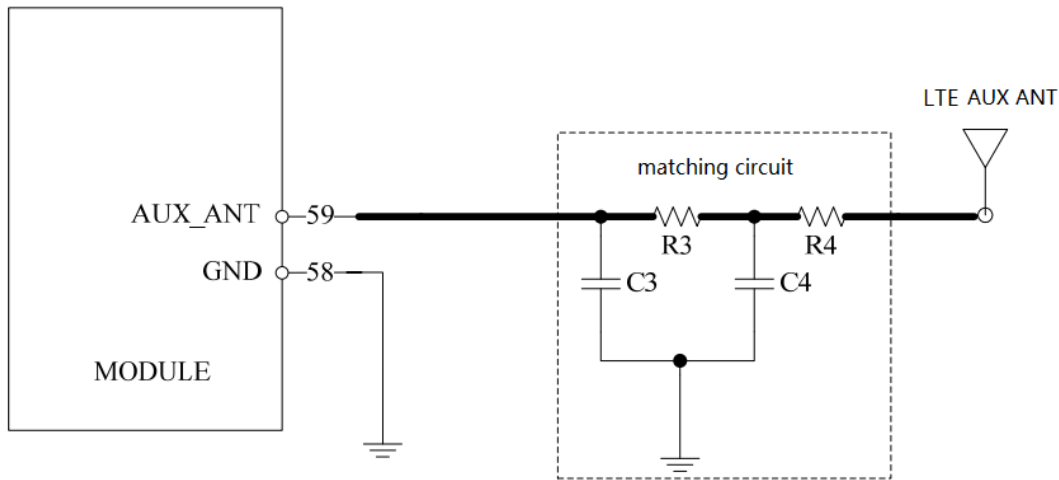 LTE AUX ANT
matching circuit
AUX_ANT 59
R3
R4
GND 58
C3
C4
MODULE